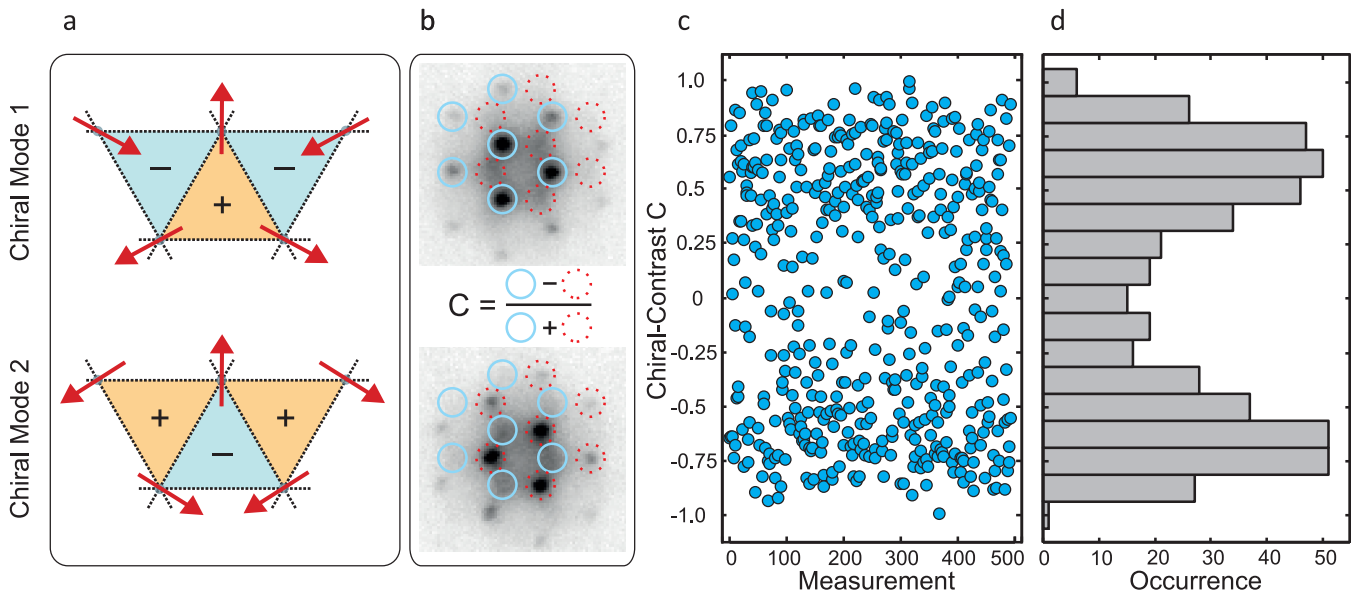 a
b
c
d
Chiral Mode 1
−
−
+
Chiral Mode 2
+
+
−
C = − / +
Chiral-Contrast C
1.0
0.75
0.5
0.25
0
-0.25
-0.5
-0.75
-1.0
0 100 200 300 400 500
Measurement
0 10 20 30 40 50
Occurrence